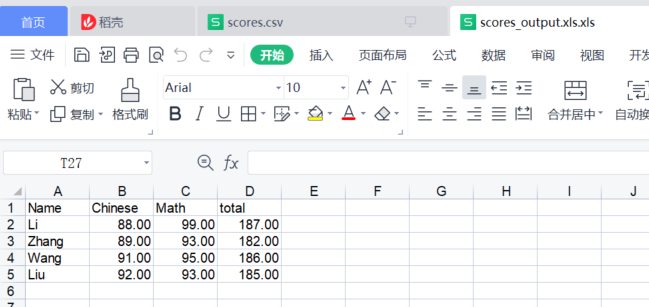 首页 稻壳 S scores.csv S scores_output.xls.xls
文件 开始 插入 页面布局 公式 数据 审阅 视图 开发
粘贴 剪切 复制 格式刷 Arial 10 A+ A- B I U A 合并居中 自动换
T27 fx
A B C D E F G H I J
1 Name Chinese Math total
2 Li 88.00 99.00 187.00
3 Zhang 89.00 93.00 182.00
4 Wang 91.00 95.00 186.00
5 Liu 92.00 93.00 185.00
6